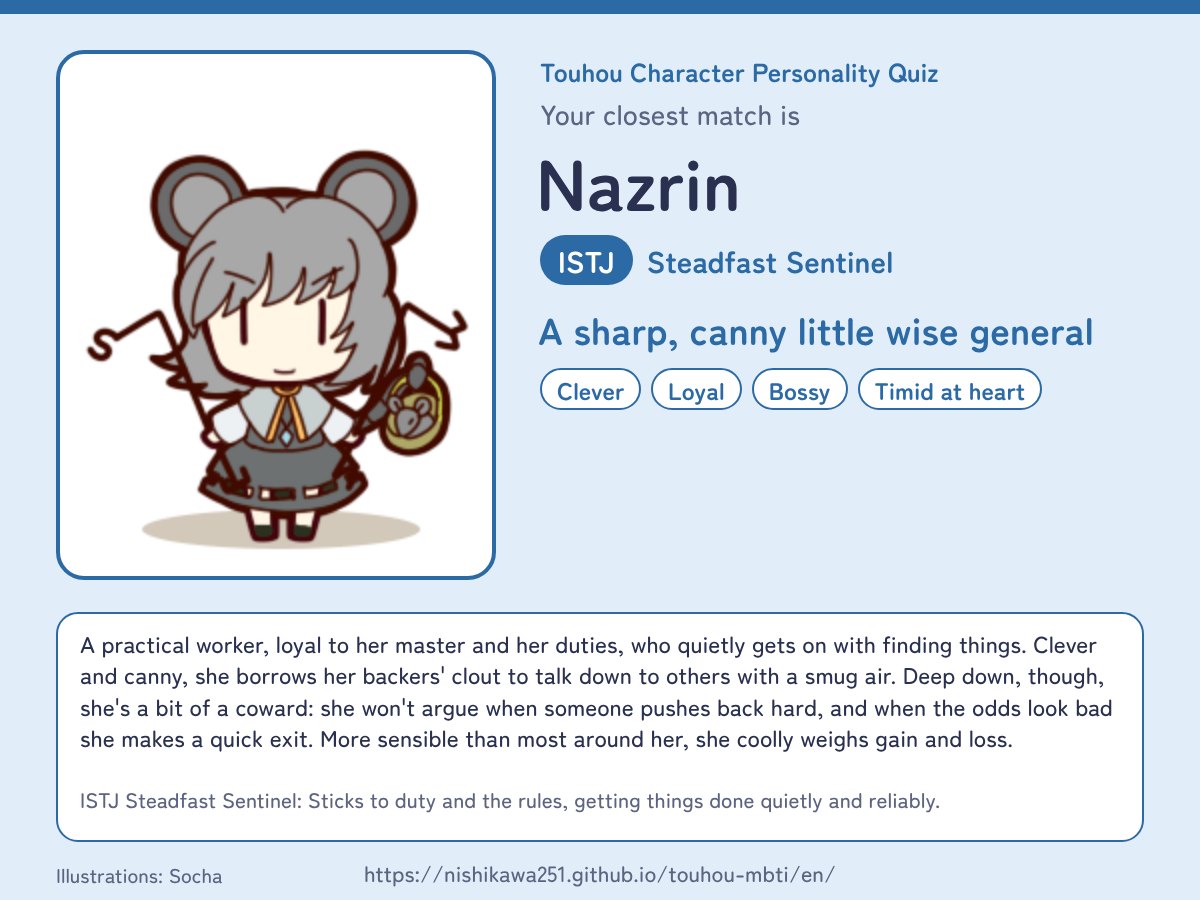 Touhou Character Personality Quiz
Your closest match is
Nazrin
ISTJ Steadfast Sentinel
A sharp, canny little wise general
Clever Loyal Bossy Timid at heart
A practical worker, loyal to her master and her duties, who quietly gets on with finding things. Clever
and canny, she borrows her backers' clout to talk down to others with a smug air. Deep down, though,
she's a bit of a coward: she won't argue when someone pushes back hard, and when the odds look bad
she makes a quick exit. More sensible than most around her, she coolly weighs gain and loss.
ISTJ Steadfast Sentinel: Sticks to duty and the rules, getting things done quietly and reliably.
Illustrations: Socha https://nishikawa251.github.io/touhou-mbti/en/